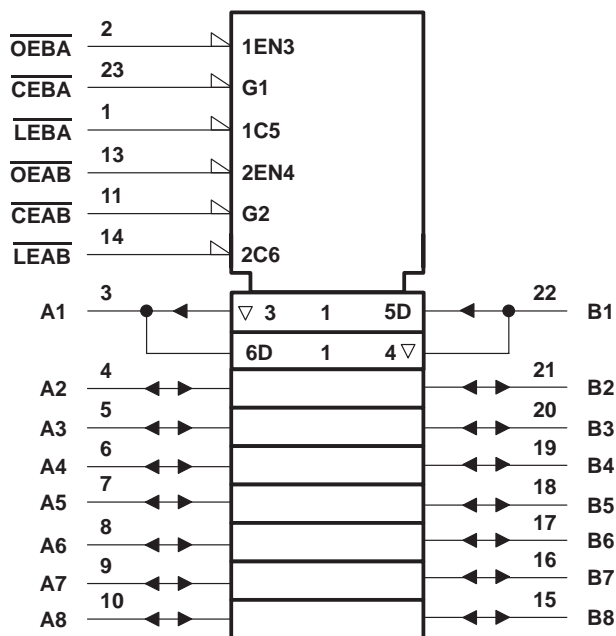 OEBA 2 1EN3
CEBA 23 G1
LEBA 1 1C5
OEAB 13 2EN4
CEAB 11 G2
LEAB 14 2C6
A1 3 ▽ 3 1 5D 22 B1
6D 1 4 ▽
A2 4 21 B2
A3 5 20 B3
A4 6 19 B4
A5 7 18 B5
A6 8 17 B6
A7 9 16 B7
A8 10 15 B8